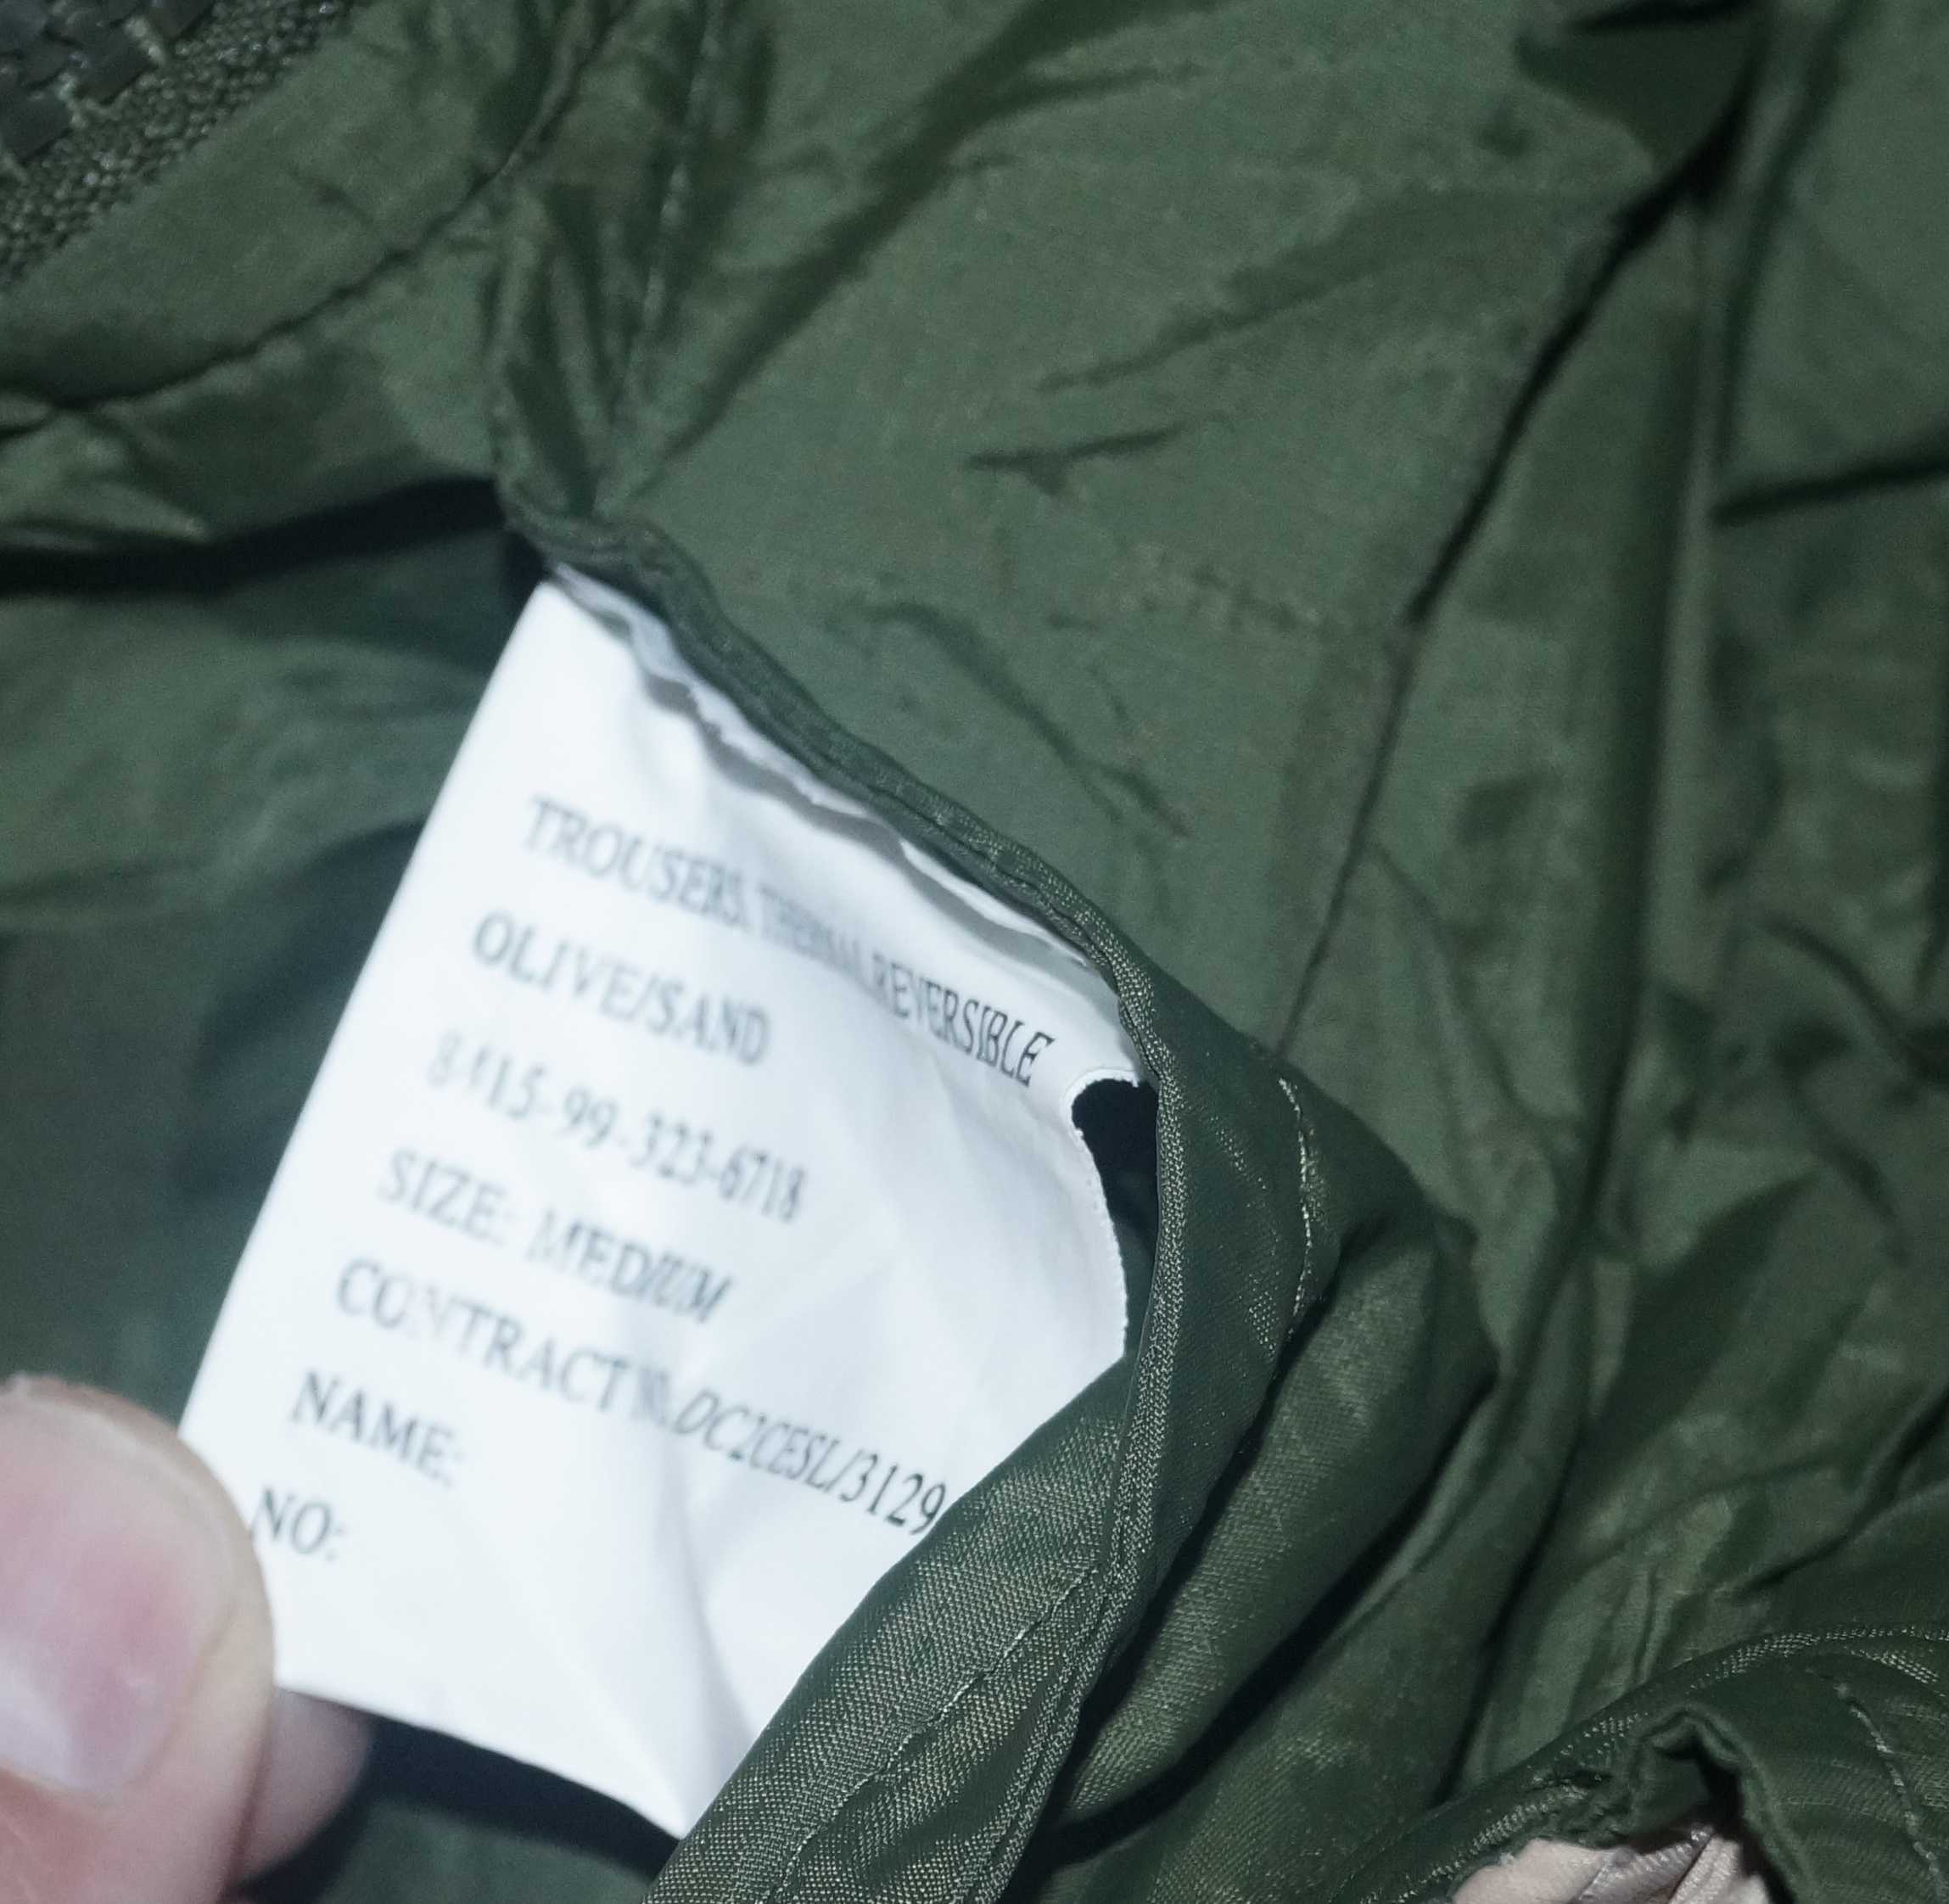 TROUSERS THERMAL REVERSIBLE
OLIVE/SAND
8415-99-323-6718
SIZE: MEDIUM
CONTRACT No. DC2CESL/3129
NAME:
NO: